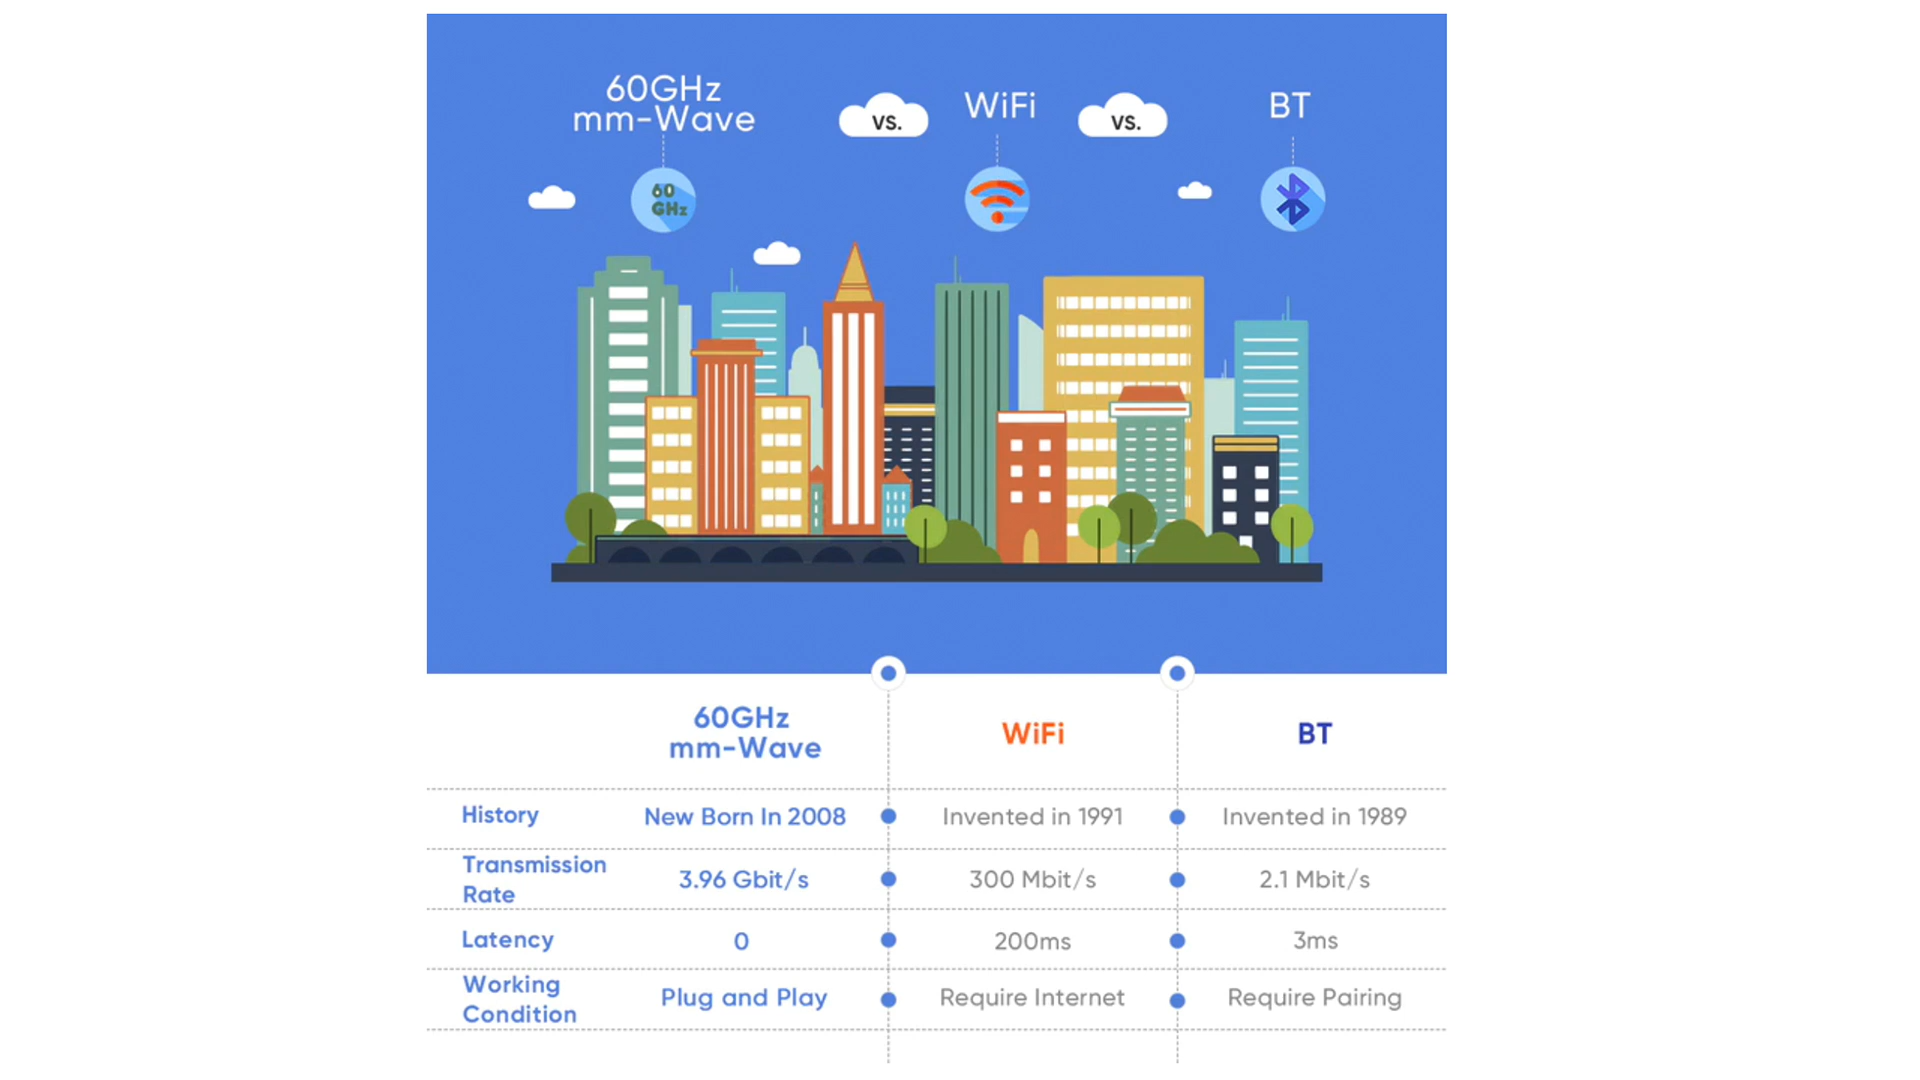 60GHz
mm-Wave
vs.
WiFi
vs.
BT
60
GHz
60GHz
mm-Wave
WiFi
BT
History
New Born In 2008
Invented in 1991
Invented in 1989
Transmission
Rate
3.96 Gbit/s
300 Mbit/s
2.1 Mbit/s
Latency
0
200ms
3ms
Working
Condition
Plug and Play
Require Internet
Require Pairing